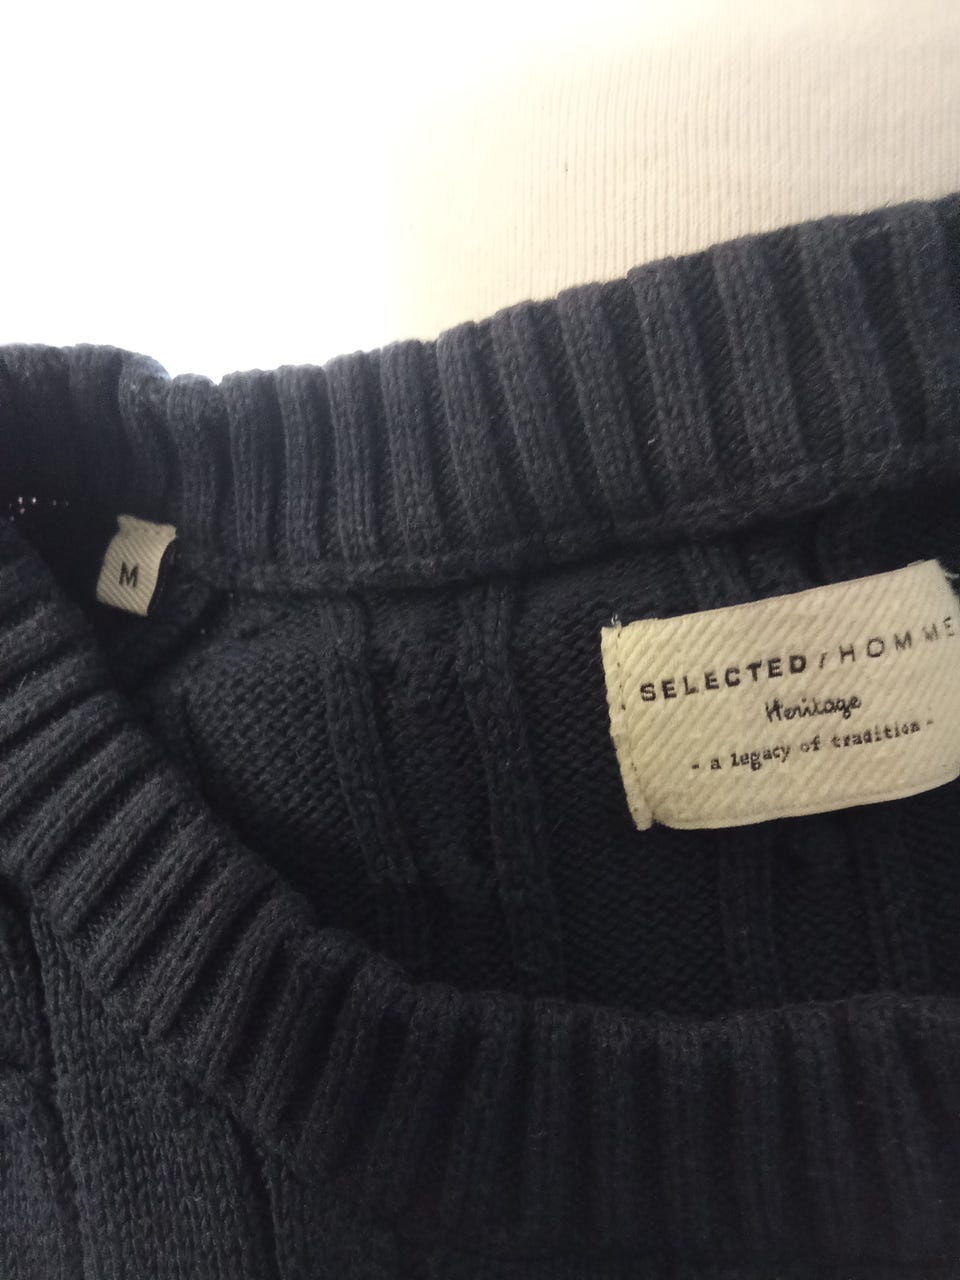 M
SELECTED / HOMME
Heritage
- a legacy of tradition -